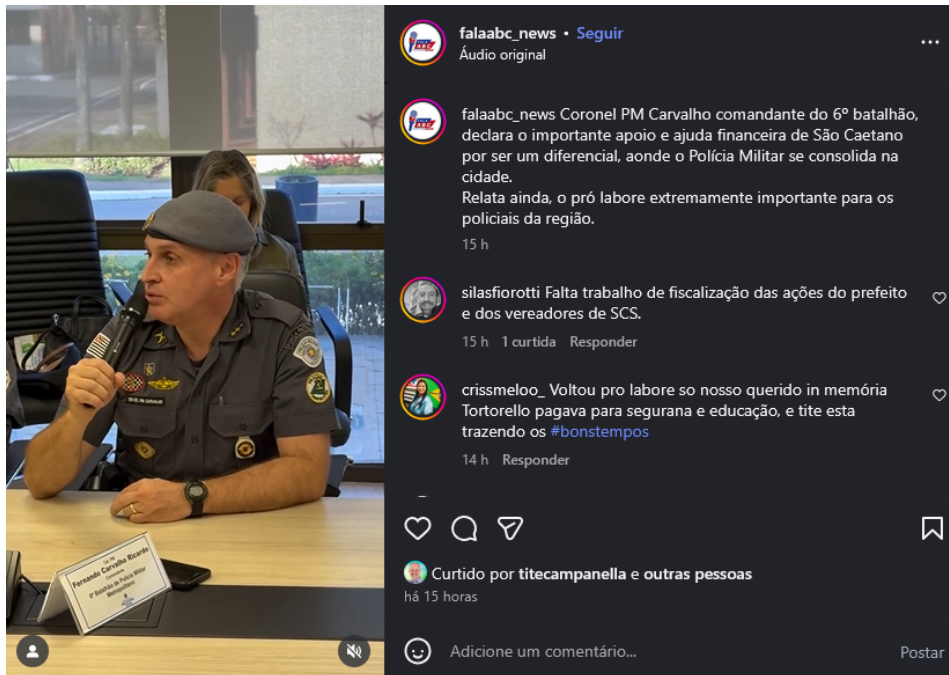 falaabc_news • Seguir
Áudio original
falaabc_news Coronel PM Carvalho comandante do 6º batalhão,
declara o importante apoio e ajuda financeira de São Caetano
por ser um diferencial, aonde o Polícia Militar se consolida na
cidade.
Relata ainda, o pró labore extremamente importante para os
policiais da região.
15 h
silasfiorotti Falta trabalho de fiscalização das ações do prefeito
e dos vereadores de SCS.
15 h 1 curtida Responder
crissmeloo_ Voltou pro labore so nosso querido in memória
Tortorello pagava para segurana e educação, e tite esta
trazendo os #bonstempos
14 h Responder
Curtido por titecampanella e outras pessoas
há 15 horas
Adicione um comentário...
Postar
Fernando Carvalho Ricardo
Comandante
6º Batalhão de Polícia Militar
Metropolitano